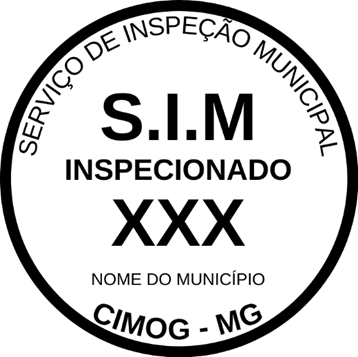 SERVIÇO DE INSPEÇÃO MUNICIPAL
S.I.M
INSPECIONADO
XXX
NOME DO MUNICÍPIO
CIMOG - MG